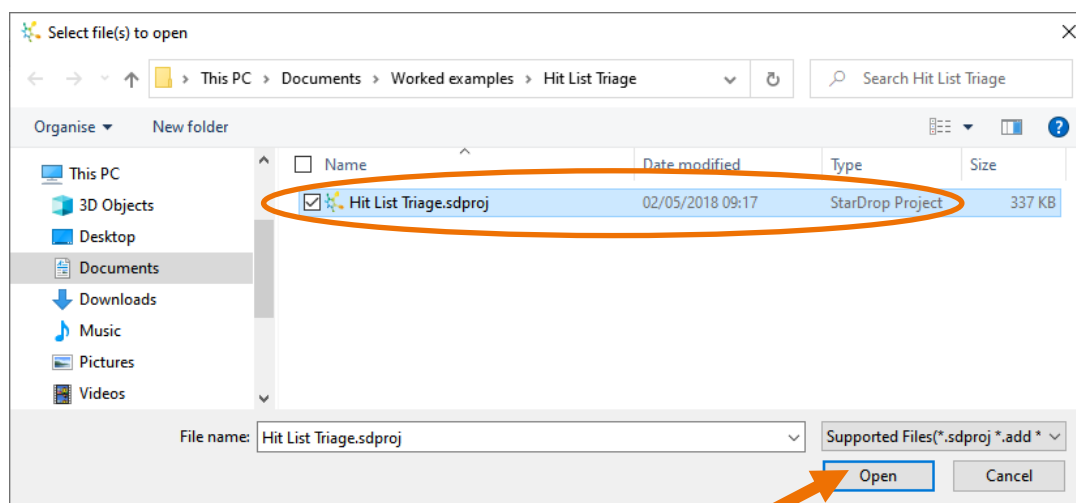 Select file(s) to open
This PC > Documents > Worked examples > Hit List Triage
Search Hit List Triage
Organise
New folder
Name
Date modified
Type
Size
This PC
Hit List Triage.sdproj
02/05/2018 09:17
StarDrop Project
337 KB
3D Objects
Desktop
Documents
Downloads
Music
Pictures
Videos
File name:
Hit List Triage.sdproj
Supported Files(*.sdproj *.add *
Open
Cancel